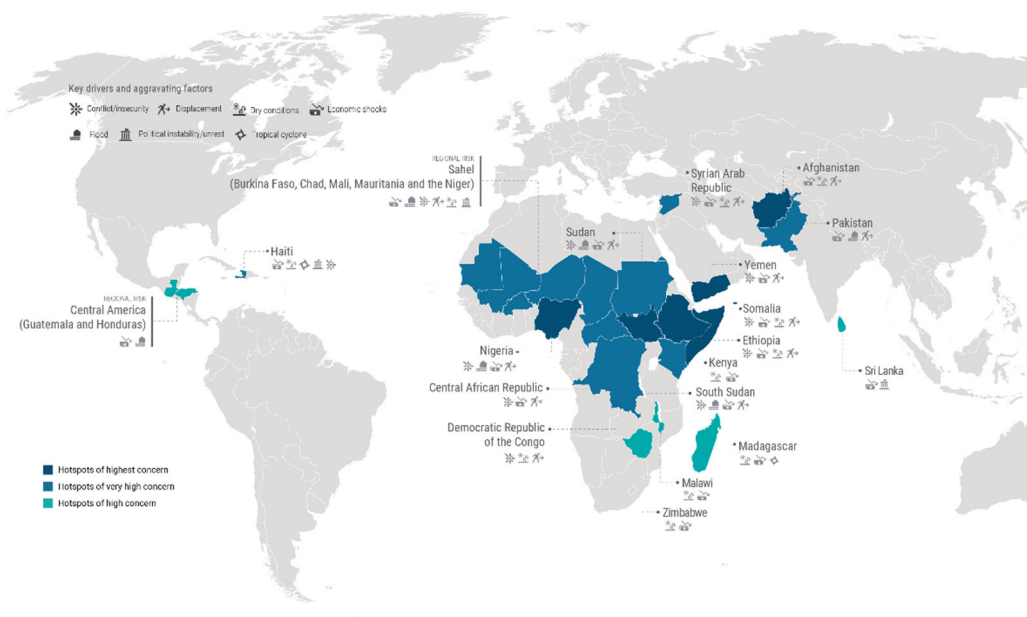 Key drivers and aggravating factors
Conflict/insecurity Displacement Dry conditions Economic shocks
Flood Political instability/unrest Tropical cyclone
REGIONAL RISK
Sahel
(Burkina Faso, Chad, Mali, Mauritania and the Niger)
Syrian Arab
Republic
Afghanistan
Pakistan
Sudan
Haiti
Yemen
REGIONAL RISK
Central America
(Guatemala and Honduras)
Somalia
Ethiopia
Nigeria
Kenya
Sri Lanka
Central African Republic
South Sudan
Democratic Republic
of the Congo
Madagascar
Hotspots of highest concern
Hotspots of very high concern
Hotspots of high concern
Malawi
Zimbabwe